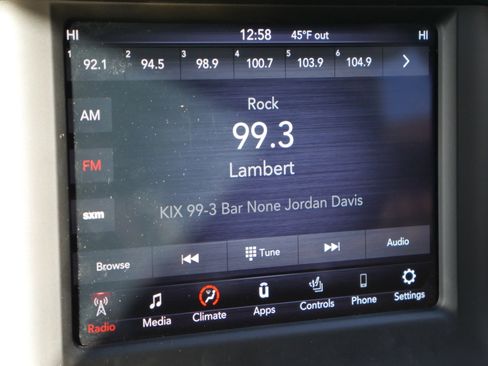 HI 12:58 45°F out HI
1 92.1 2 94.5 3 98.9 4 100.7 5 103.9 6 104.9
AM
Rock
99.3
FM
Lambert
sxm
KIX 99-3 Bar None Jordan Davis
Browse Tune Audio
Radio Media Climate Apps Controls Phone Settings